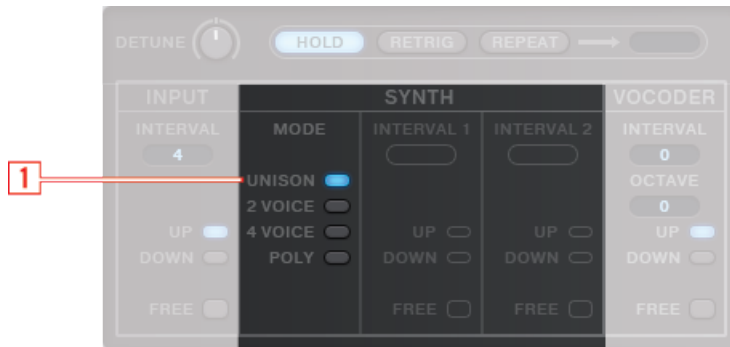 DETUNE HOLD RETRIG REPEAT
INPUT SYNTH VOCODER
INTERVAL MODE INTERVAL 1 INTERVAL 2 INTERVAL
4 0
1 UNISON OCTAVE
2 VOICE 0
UP 4 VOICE UP UP UP
DOWN POLY DOWN DOWN DOWN
FREE FREE FREE FREE